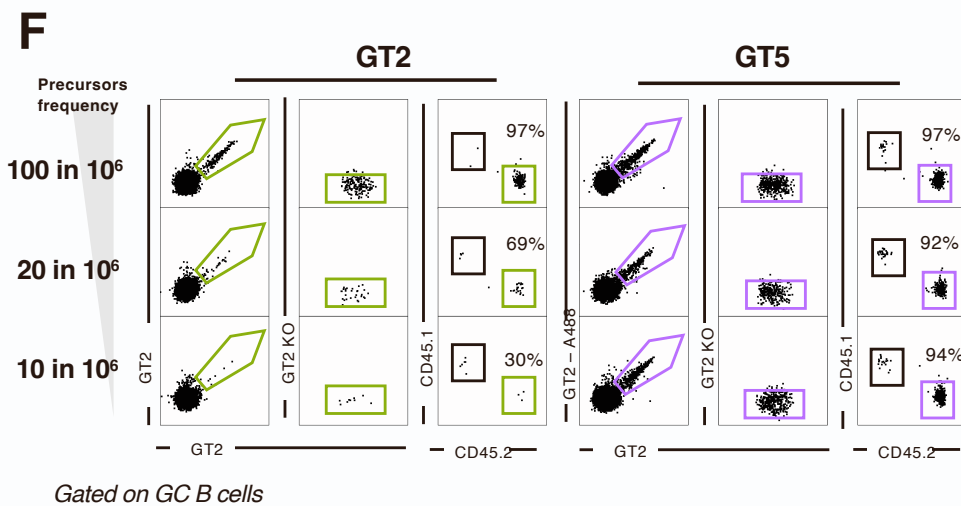 F
GT2
GT5
Precursors
frequency
100 in 10⁶
97%
97%
20 in 10⁶
69%
92%
10 in 10⁶
30%
94%
GT2
GT2 KO
CD45.1
GT2 – A488
GT2 KO
CD45.1
GT2
CD45.2
GT2
CD45.2
Gated on GC B cells